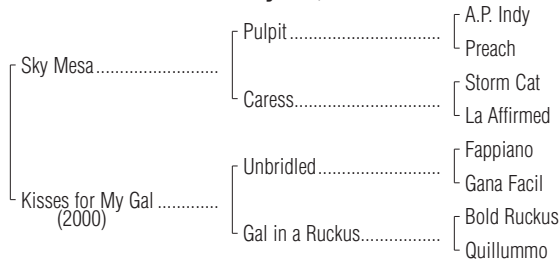 A.P. Indy
Pulpit
Preach
Sky Mesa
Storm Cat
Caress
La Affirmed
Fappiano
Unbridled
Gana Facil
Kisses for My Gal
(2000)
Bold Ruckus
Gal in a Ruckus
Quillummo